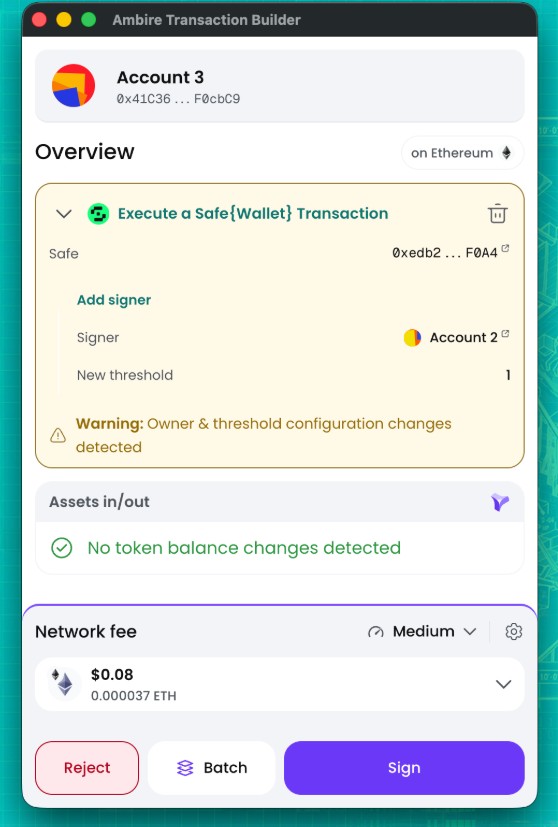 Ambire Transaction Builder
Account 3
0x41C36 ... F0cbC9
Overview
on Ethereum
Execute a Safe{Wallet} Transaction
Safe 0xedb2 ... F0A4
Add signer
Signer Account 2
New threshold 1
Warning: Owner & threshold configuration changes
detected
Assets in/out
No token balance changes detected
Network fee Medium
$0.08
0.000037 ETH
Reject Batch Sign